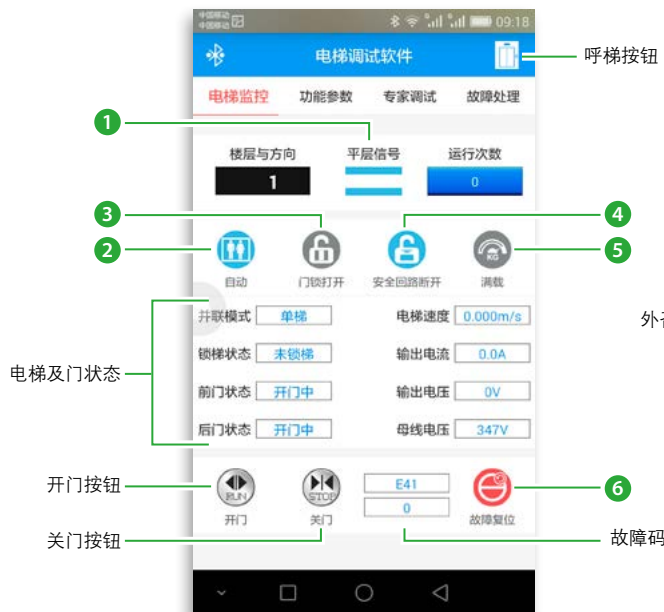 中国移动
中国移动
09:18
电梯调试软件
呼梯按钮
电梯监控 功能参数 专家调试 故障处理
1
楼层与方向 平层信号 运行次数
1 0
3 4
2 5
KG
自动 门锁打开 安全回路断开 满载
并联模式 单梯 电梯速度 0.000m/s
外
锁梯状态 未锁梯 输出电流 0.0A
电梯及门状态
前门状态 开门中 输出电压 0V
后门状态 开门中 母线电压 347V
开门按钮 RUN STOP E41 6
0
开门 关门 故障复位
关门按钮 故障码